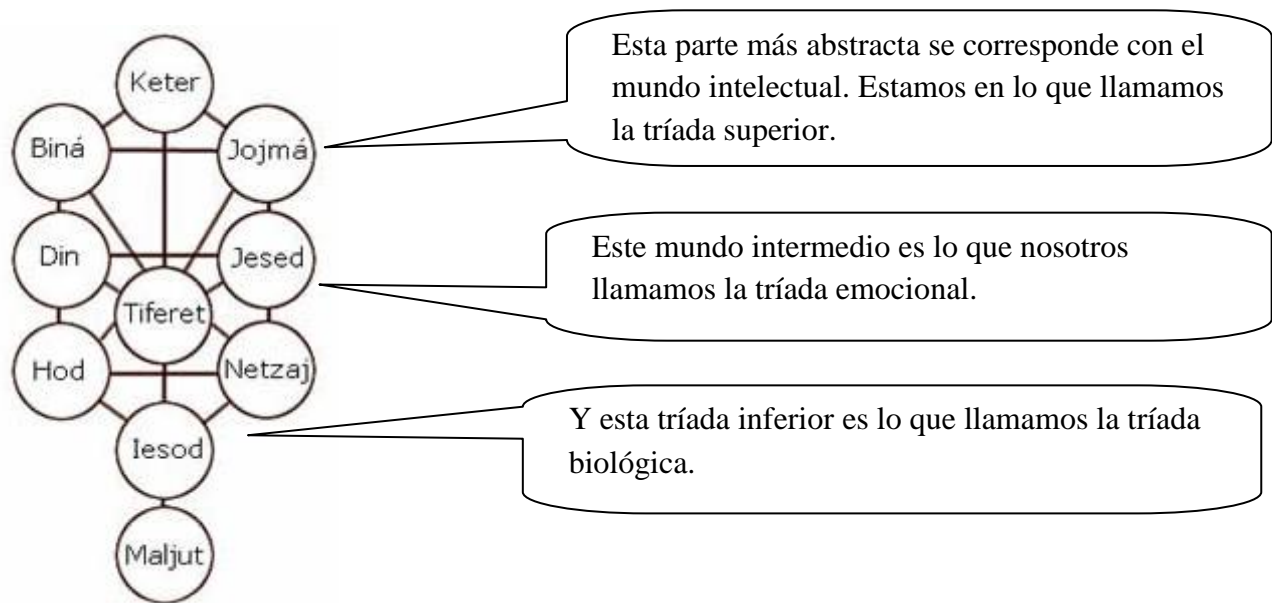 Esta parte más abstracta se corresponde con el
mundo intelectual. Estamos en lo que llamamos
la tríada superior.
Keter
Biná
Jojmá
Este mundo intermedio es lo que nosotros
llamamos la tríada emocional.
Din
Jesed
Tiferet
Hod
Netzaj
Y esta tríada inferior es lo que llamamos la tríada
biológica.
Iesod
Maljut